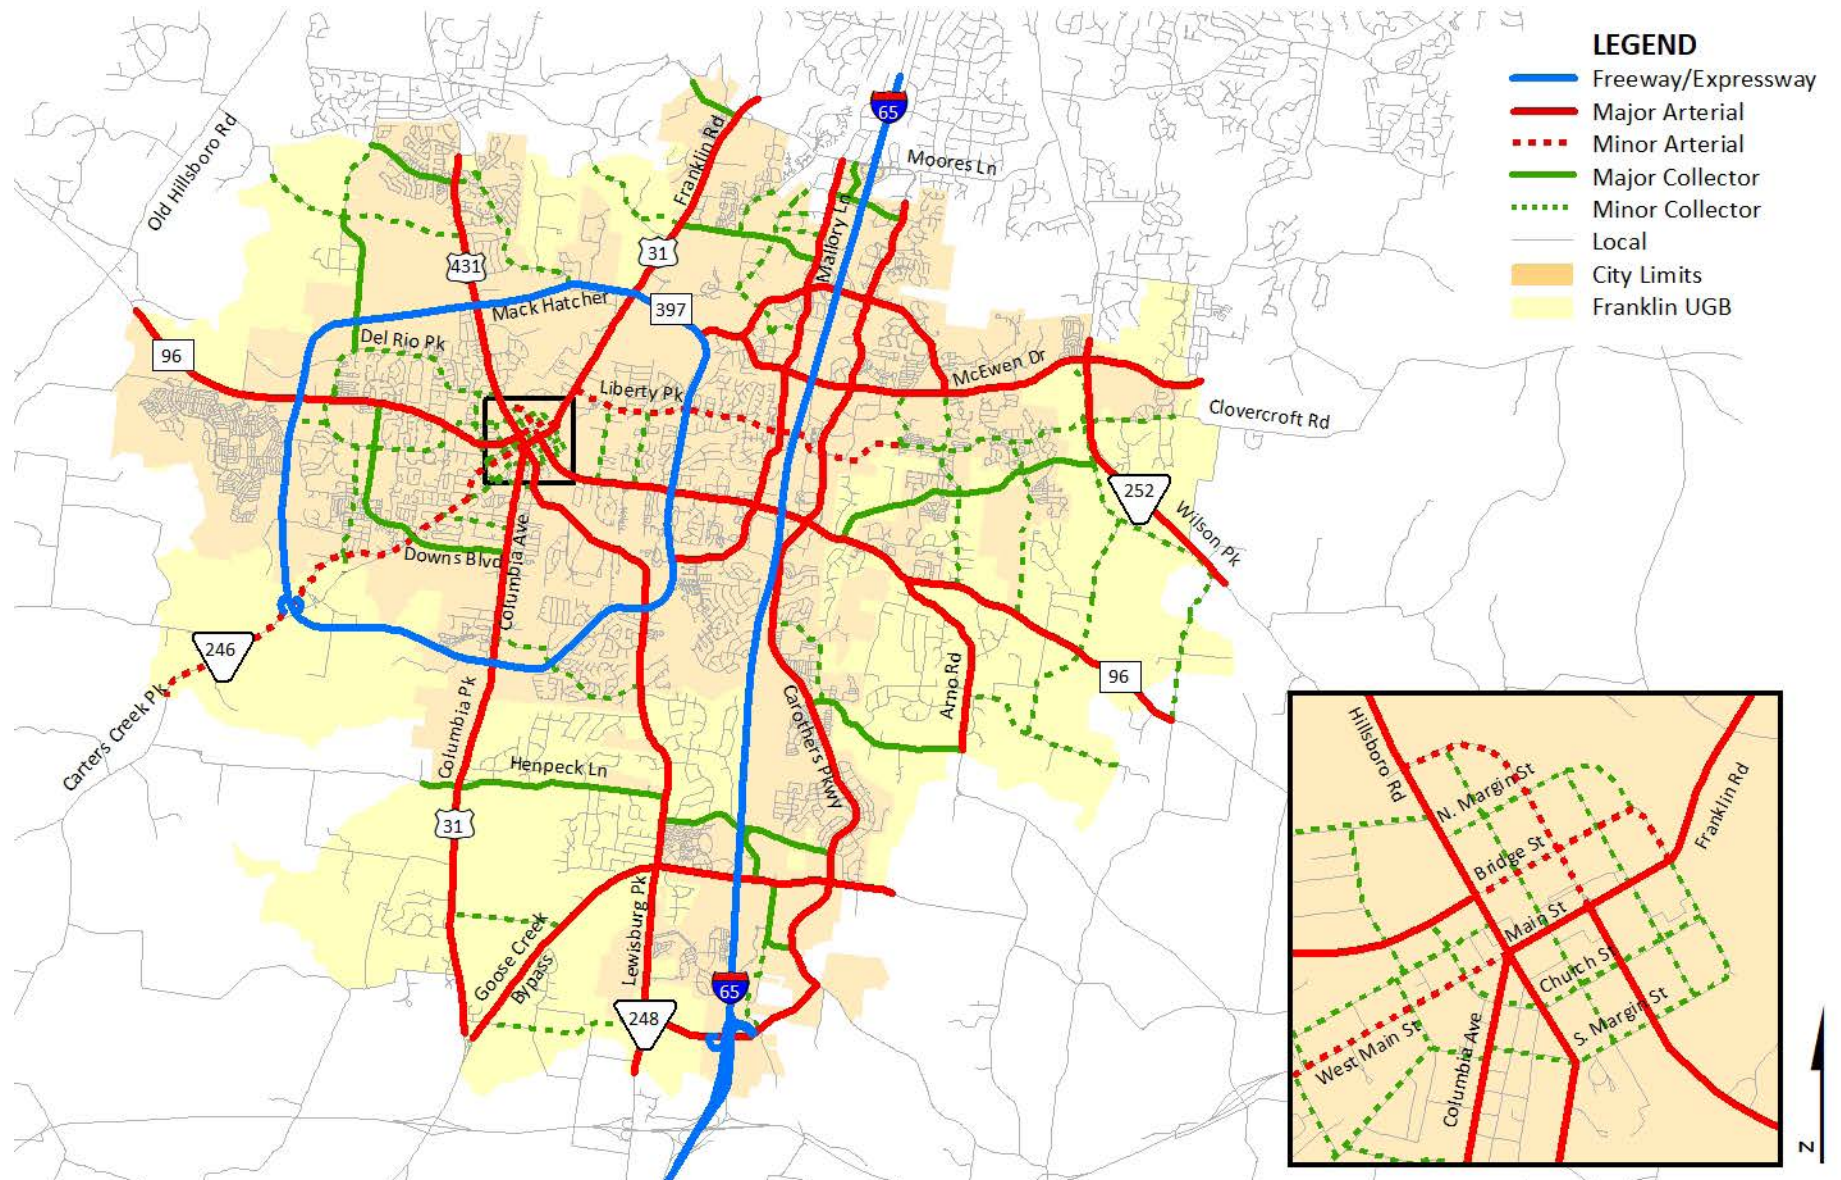 LEGEND
Freeway/Expressway
Major Arterial
Minor Arterial
Major Collector
Minor Collector
Local
City Limits
Franklin UGB
65
Moores Ln
Old Hillsboro Rd
Franklin Rd
Mallory Ln
431
31
397
Mack Hatcher
Del Rio Pk
96
Liberty Pk
McEwen Dr
Clovercroft Rd
252
Wilson Pk
Downs Blvd
Columbia Ave
246
Carters Creek Pk
Columbia Pk
Arno Rd
96
Carothers Pkwy
Henpeck Ln
31
Goose Creek
Bypass
Lewisburg Pk
65
248
Hillsboro Rd
N. Margin St
Franklin Rd
Bridge St
Main St
Church St
S. Margin St
West Main St
Columbia Ave
N